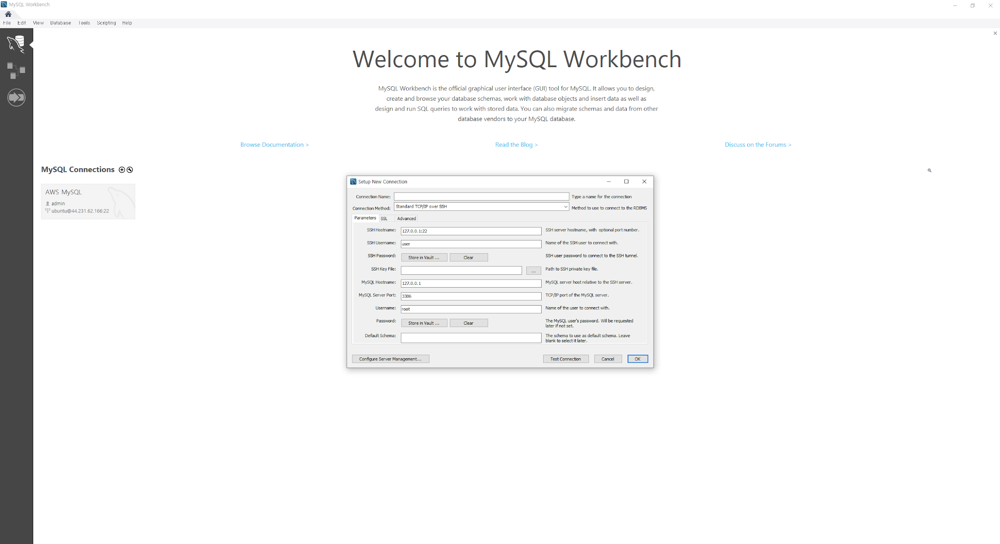 MySQL Workbench
File Edit View Database Tools Scripting Help
Welcome to MySQL Workbench
MySQL Workbench is the official graphical user interface (GUI) tool for MySQL. It allows you to design,
create and browse your database schemas, work with database objects and insert data as well as
design and run SQL queries to work with stored data. You can also migrate schemas and data from other
database vendors to your MySQL database.
Browse Documentation > Read the Blog > Discuss on the Forums >
MySQL Connections
AWS MySQL
admin
ubuntu@44.231.62.166:22
Setup New Connection
Connection Name: Type a name for the connection
Connection Method: Standard TCP/IP over SSH Method to use to connect to the RDBMS
Parameters SSL Advanced
SSH Hostname: 127.0.0.1:22 SSH server hostname, with optional port number.
SSH Username: user Name of the SSH user to connect with.
SSH Password: Store in Vault ... Clear SSH user password to connect to the SSH tunnel.
SSH Key File: ... Path to SSH private key file.
MySQL Hostname: 127.0.0.1 MySQL server host relative to the SSH server.
MySQL Server Port: 3306 TCP/IP port of the MySQL server.
Username: root Name of the user to connect with.
Password: Store in Vault ... Clear The MySQL user's password. Will be requested
later if not set.
Default Schema: The schema to use as default schema. Leave
blank to select it later.
Configure Server Management... Test Connection Cancel OK